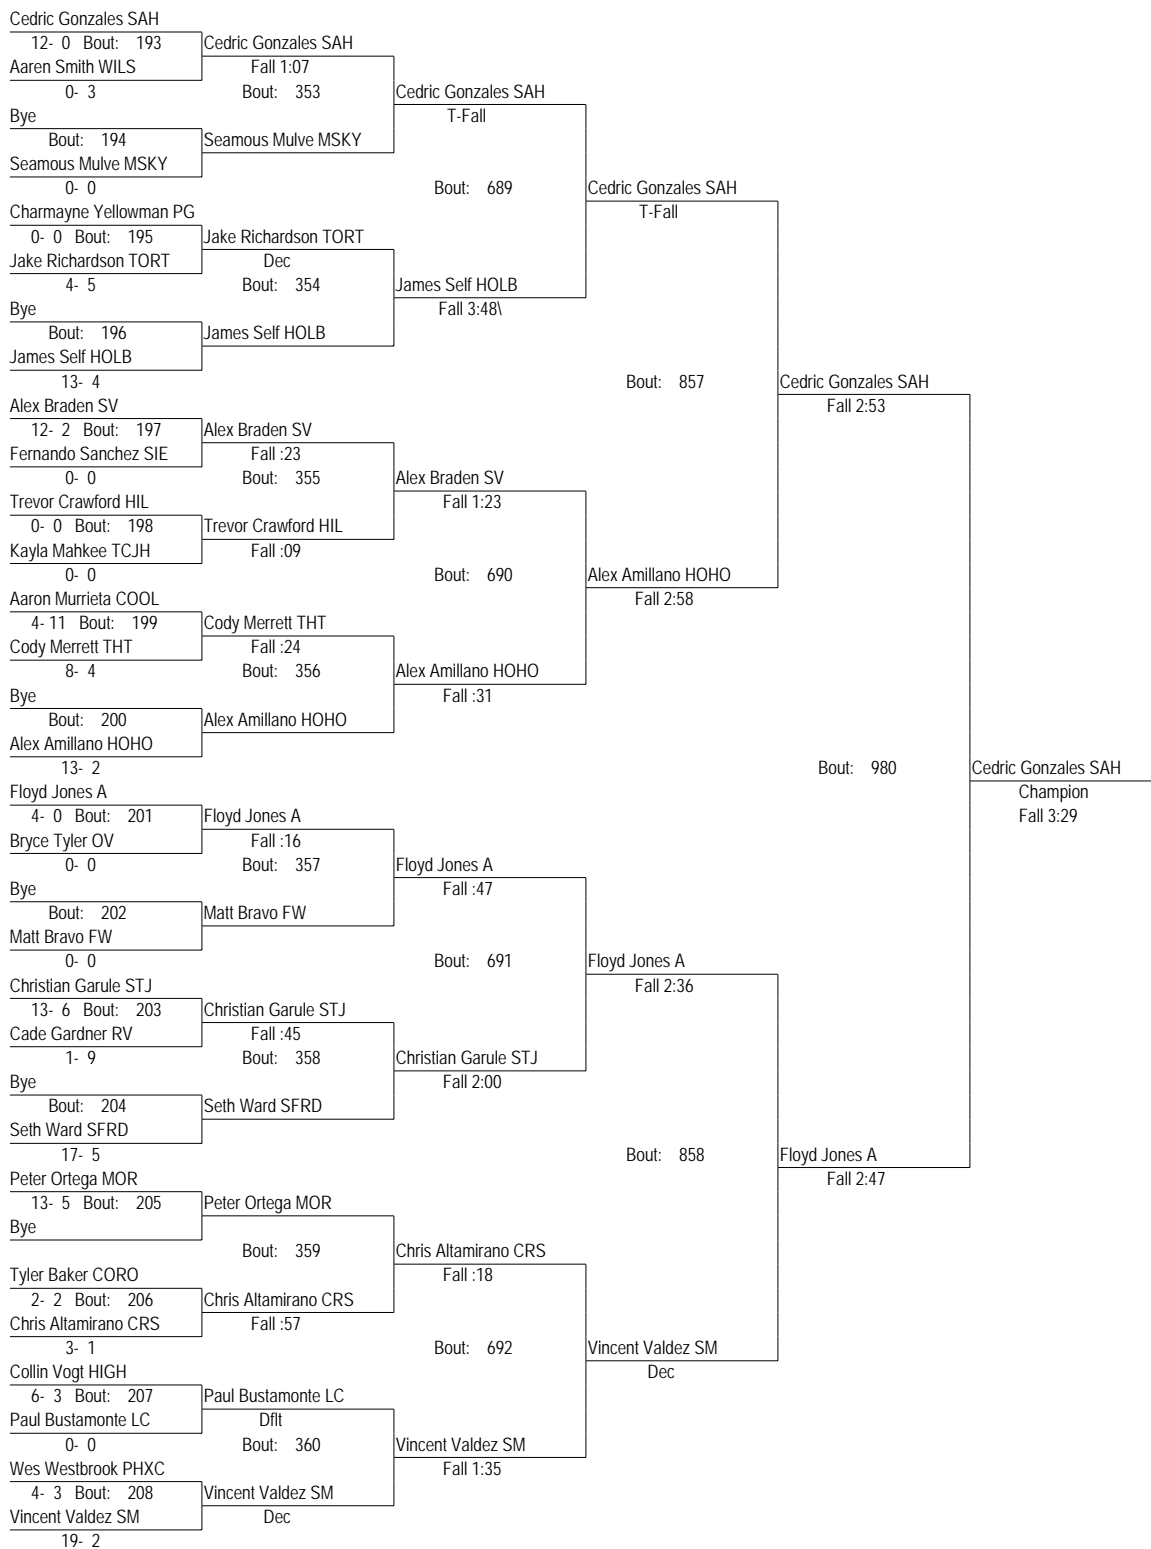 Cedric Gonzales SAH
12- 0 Bout: 193 Cedric Gonzales SAH
Aaren Smith WILS Fall 1:07
0- 3 Bout: 353 Cedric Gonzales SAH
Bye T-Fall
Bout: 194 Seamous Mulve MSKY
Seamous Mulve MSKY
0- 0 Bout: 689 Cedric Gonzales SAH
Charmayne Yellowman PG T-Fall
0- 0 Bout: 195 Jake Richardson TORT
Jake Richardson TORT Dec
4- 5 Bout: 354 James Self HOLB
Bye Fall 3:48\
Bout: 196 James Self HOLB
James Self HOLB
13- 4 Bout: 857 Cedric Gonzales SAH
Alex Braden SV Fall 2:53
12- 2 Bout: 197 Alex Braden SV
Fernando Sanchez SIE Fall :23
0- 0 Bout: 355 Alex Braden SV
Trevor Crawford HIL Fall 1:23
0- 0 Bout: 198 Trevor Crawford HIL
Kayla Mahkee TCJH Fall :09
0- 0 Bout: 690 Alex Amillano HOHO
Aaron Murrieta COOL Fall 2:58
4- 11 Bout: 199 Cody Merrett THT
Cody Merrett THT Fall :24
8- 4 Bout: 356 Alex Amillano HOHO
Bye Fall :31
Bout: 200 Alex Amillano HOHO
Alex Amillano HOHO
13- 2 Bout: 980 Cedric Gonzales SAH
Floyd Jones A Champion
4- 0 Bout: 201 Floyd Jones A Fall 3:29
Bryce Tyler OV Fall :16
0- 0 Bout: 357 Floyd Jones A
Bye Fall :47
Bout: 202 Matt Bravo FW
Matt Bravo FW
0- 0 Bout: 691 Floyd Jones A
Christian Garule STJ Fall 2:36
13- 6 Bout: 203 Christian Garule STJ
Cade Gardner RV Fall :45
1- 9 Bout: 358 Christian Garule STJ
Bye Fall 2:00
Bout: 204 Seth Ward SFRD
Seth Ward SFRD
17- 5 Bout: 858 Floyd Jones A
Peter Ortega MOR Fall 2:47
13- 5 Bout: 205 Peter Ortega MOR
Bye
Bout: 359 Chris Altamirano CRS
Tyler Baker CORO Fall :18
2- 2 Bout: 206 Chris Altamirano CRS
Chris Altamirano CRS Fall :57
3- 1 Bout: 692 Vincent Valdez SM
Collin Vogt HIGH Dec
6- 3 Bout: 207 Paul Bustamonte LC
Paul Bustamonte LC Dflt
0- 0 Bout: 360 Vincent Valdez SM
Wes Westbrook PHXC Fall 1:35
4- 3 Bout: 208 Vincent Valdez SM
Vincent Valdez SM Dec
19- 2